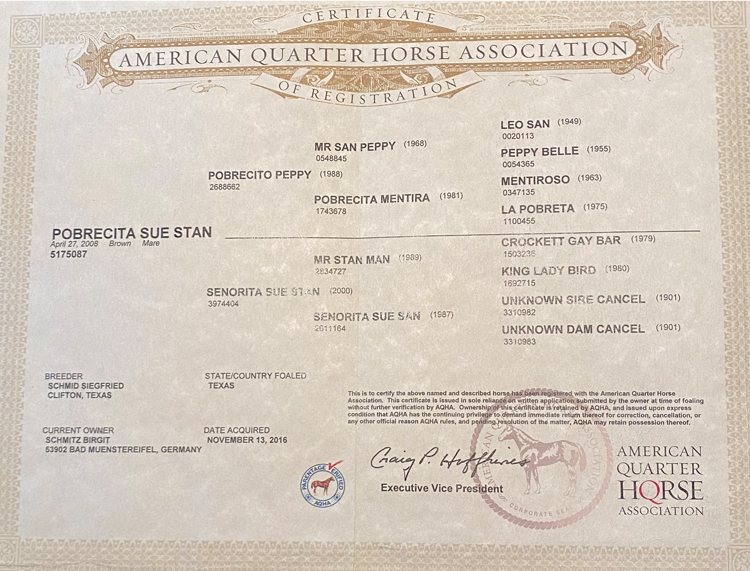 CERTIFICATE
AMERICAN QUARTER HORSE ASSOCIATION
OF REGISTRATION
LEO SAN (1949)
0020113
MR SAN PEPPY (1968)
0548845
PEPPY BELLE (1955)
0054365
POBRECITO PEPPY (1988)
2688662
MENTIROSO (1963)
0347135
POBRECITA MENTIRA (1981)
1743678
LA POBRETA (1975)
1100455
POBRECITA SUE STAN
April 27, 2008 Brown Mare
5175087
CROCKETT GAY BAR (1979)
1503235
MR STAN MAN (1989)
2834727
KING LADY BIRD (1980)
1692715
SENORITA SUE STAN (2000)
3974404
UNKNOWN SIRE CANCEL (1901)
3310982
SENORITA SUE SAN (1987)
2611164
UNKNOWN DAM CANCEL (1901)
3310983
BREEDER
SCHMID SIEGFRIED
CLIFTON, TEXAS
STATE/COUNTRY FOALED
TEXAS
CURRENT OWNER
SCHMITZ BIRGIT
53902 BAD MUENSTEREIFEL, GERMANY
DATE ACQUIRED
NOVEMBER 13, 2016
This is to certify the above named and described horse has been registered with the American Quarter Horse
Association. This certificate is issued in sole reliance on written application submitted by the owner at time of foaling
without further verification by AQHA. Ownership of this certificate is retained by AQHA, and issued upon express
condition that AQHA has the continuing privilege to demand immediate return thereof for correction, cancellation, or
any other official reason AQHA rules, and pending resolution of the matter, AQHA may retain possession thereof.
Craig P. Huffhines
Executive Vice President
PARENTAGE VERIFIED
AQHA
CORPORATE SEAL
AMERICAN
QUARTER
HORSE
ASSOCIATION